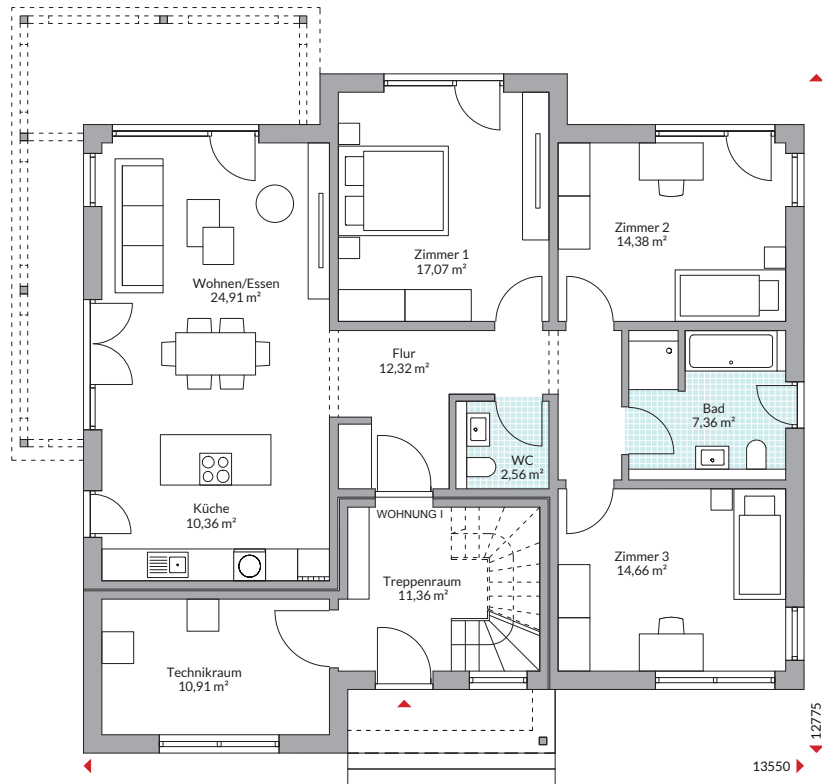 Zimmer 1
17,07 m²
Zimmer 2
14,38 m²
Wohnen/Essen
24,91 m²
Flur
12,32 m²
Bad
7,36 m²
WC
2,56 m²
Küche
10,36 m²
WOHNUNG I
Treppenraum
11,36 m²
Zimmer 3
14,66 m²
Technikraum
10,91 m²
12775
13550